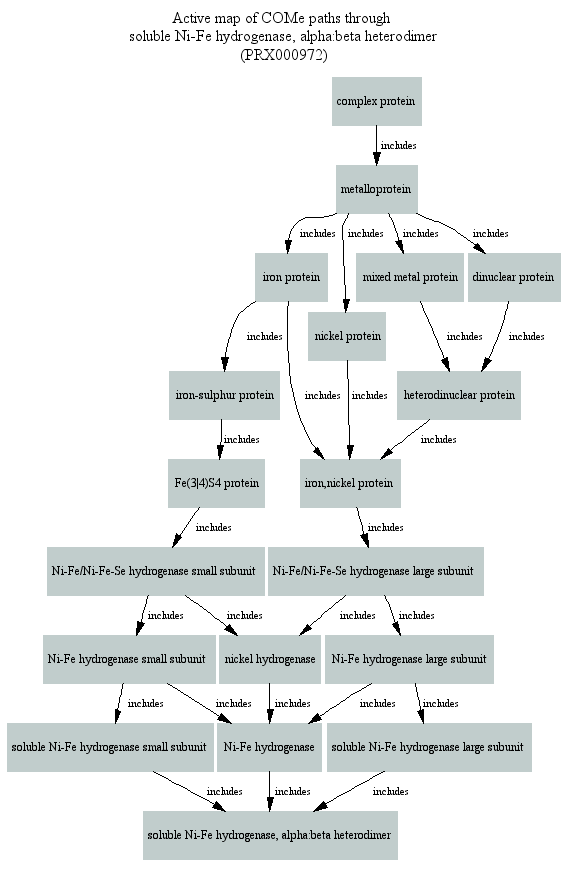 Active map of COMe paths through
soluble Ni-Fe hydrogenase, alpha:beta heterodimer
(PRX000972)
complex protein
includes
metalloprotein
includes includes includes includes
iron protein mixed metal protein dinuclear protein
nickel protein
includes includes includes
iron-sulphur protein heterodinuclear protein
includes includes
includes includes
Fe(3|4)S4 protein iron,nickel protein
includes includes
Ni-Fe/Ni-Fe-Se hydrogenase small subunit Ni-Fe/Ni-Fe-Se hydrogenase large subunit
includes includes includes includes
Ni-Fe hydrogenase small subunit nickel hydrogenase Ni-Fe hydrogenase large subunit
includes includes includes includes includes
soluble Ni-Fe hydrogenase small subunit Ni-Fe hydrogenase soluble Ni-Fe hydrogenase large subunit
includes includes includes
soluble Ni-Fe hydrogenase, alpha:beta heterodimer